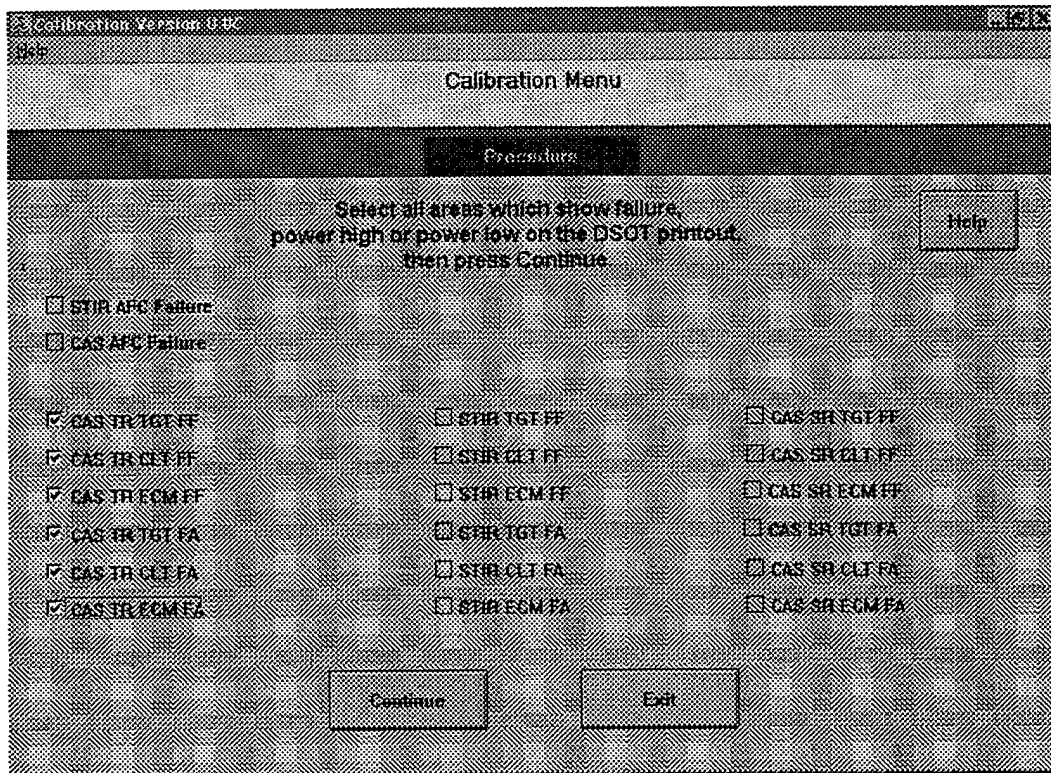 Calibration Version 0.8C
Help
Calibration Menu
Procedure
Select all areas which show failure,
power high or power low on the DSOT printout,
then press Continue.
Help
STIR AFC Failure
CAS AFC Failure
CAS TR TGT FF
STIR TGT FF
CAS SR TGT FF
CAS TR CLT FF
STIR CLT FF
CAS SR CLT FF
CAS TR ECM FF
STIR ECM FF
CAS SR ECM FF
CAS TR TGT FA
STIR TGT FA
CAS SR TGT FA
CAS TR CLT FA
STIR CLT FA
CAS SR CLT FA
CAS TR ECM FA
STIR ECM FA
CAS SR ECM FA
Continue
Exit